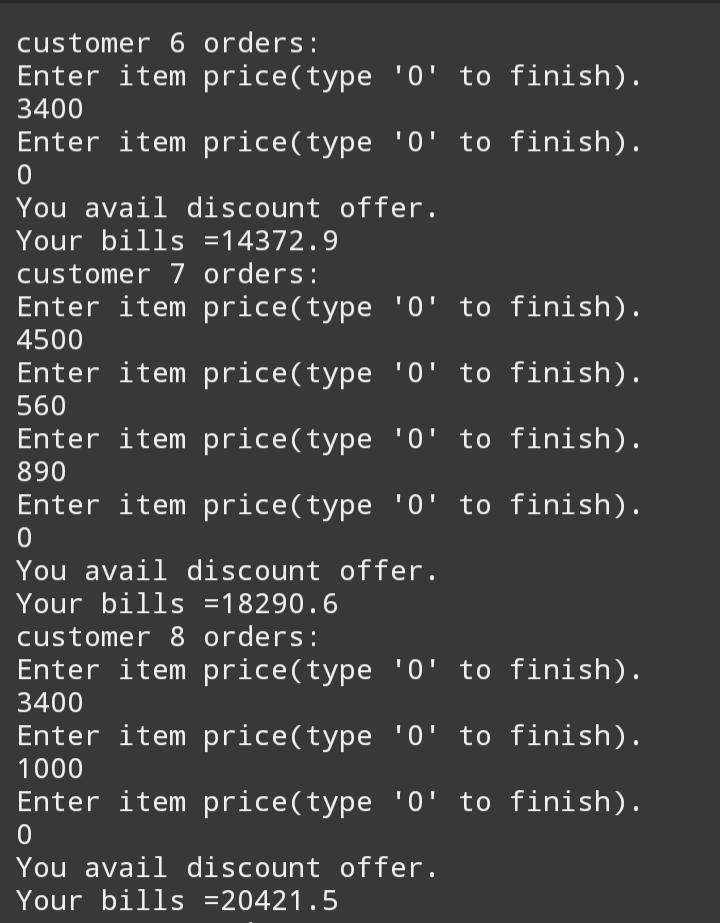 customer 6 orders:
Enter item price(type '0' to finish).
3400
Enter item price(type '0' to finish).
0
You avail discount offer.
Your bills =14372.9
customer 7 orders:
Enter item price(type '0' to finish).
4500
Enter item price(type '0' to finish).
560
Enter item price(type '0' to finish).
890
Enter item price(type '0' to finish).
0
You avail discount offer.
Your bills =18290.6
customer 8 orders:
Enter item price(type '0' to finish).
3400
Enter item price(type '0' to finish).
1000
Enter item price(type '0' to finish).
0
You avail discount offer.
Your bills =20421.5